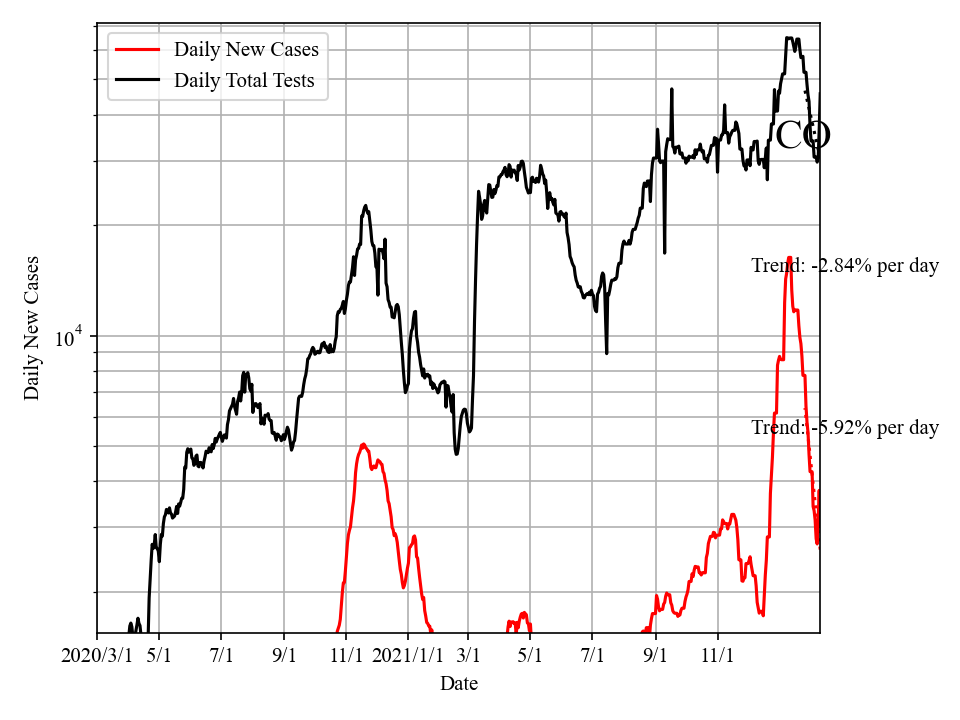 Daily New Cases
Daily Total Tests
CO
Trend: -2.84% per day
Trend: -5.92% per day
Daily New Cases
10^4
2020/3/1 5/1 7/1 9/1 11/1 2021/1/1 3/1 5/1 7/1 9/1 11/1
Date